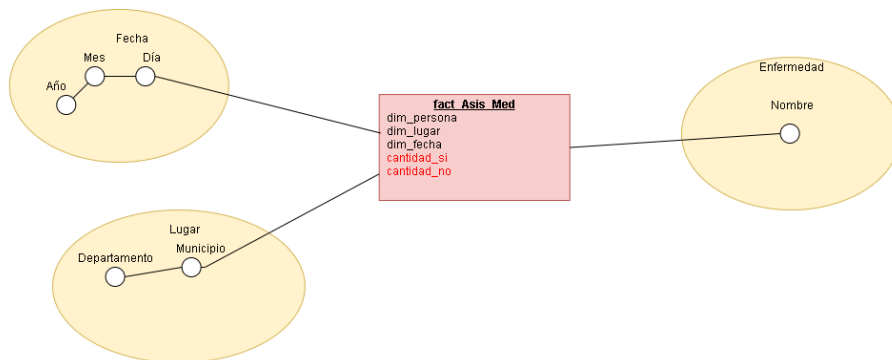 Fecha
Mes
Día
Año
Enfermedad
Nombre
fact_Asis_Med
dim_persona
dim_lugar
dim_fecha
cantidad_si
cantidad_no
Lugar
Municipio
Departamento